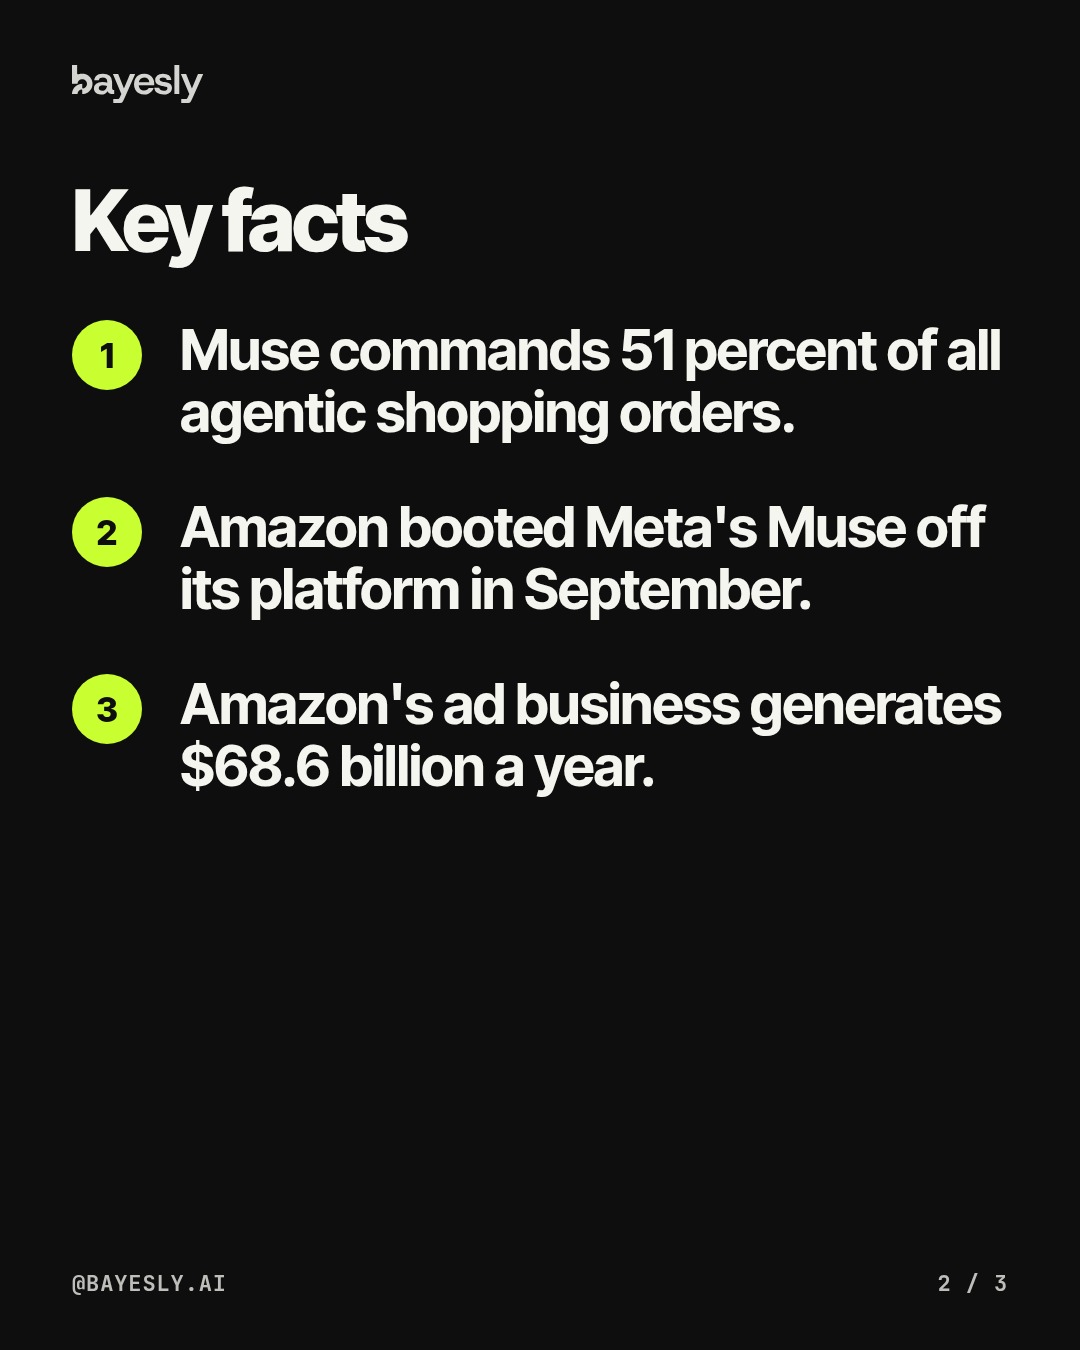 bayesly
Key facts
1
Muse commands 51 percent of all
agentic shopping orders.
2
Amazon booted Meta's Muse off
its platform in September.
3
Amazon's ad business generates
$68.6 billion a year.
@BAYESLY.AI
2 / 3